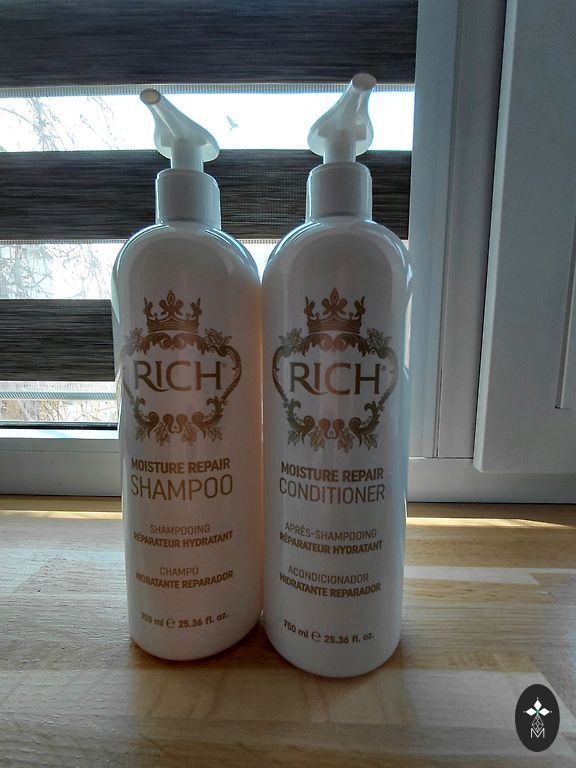 RICH®
MOISTURE REPAIR
SHAMPOO
SHAMPOOING
RÉPARATEUR HYDRATANT
CHAMPÚ
HIDRATANTE REPARADOR
750 ml e 25.36 fl. oz.
RICH®
MOISTURE REPAIR
CONDITIONER
APRÈS-SHAMPOOING
RÉPARATEUR HYDRATANT
ACONDICIONADOR
HIDRATANTE REPARADOR
750 ml e 25.36 fl. oz.
M